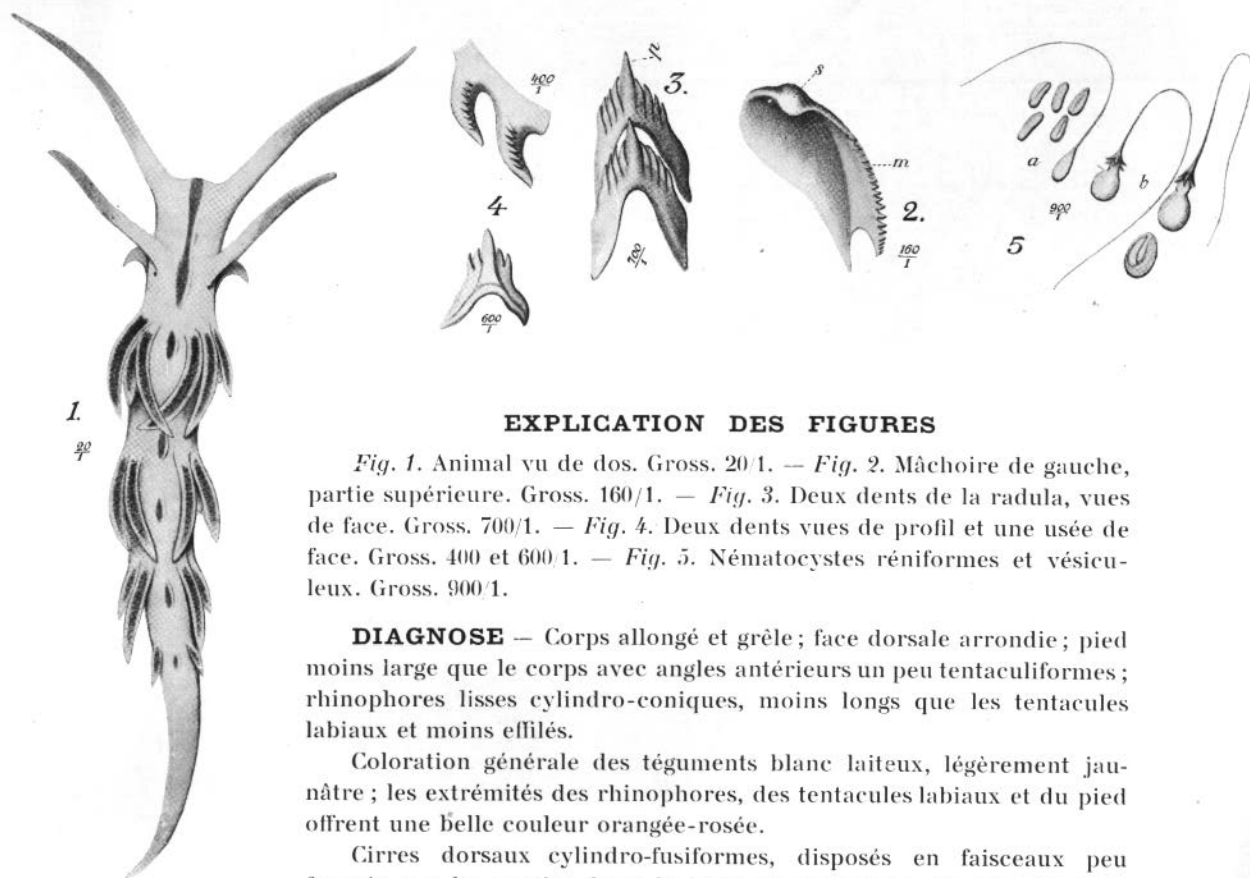 400/1
n
3.
s
a
b
m
4
2.
900/1
5
160/1
700/1
600/1
1.
20/1
EXPLICATION DES FIGURES
Fig. 1. Animal vu de dos. Gross. 20/1. — Fig. 2. Mâchoire de gauche,
partie supérieure. Gross. 160/1. — Fig. 3. Deux dents de la radula, vues
de face. Gross. 700/1. — Fig. 4. Deux dents vues de profil et une usée de
face. Gross. 400 et 600/1. — Fig. 5. Nématocystes réniformes et vésicu-
leux. Gross. 900/1.
DIAGNOSE — Corps allongé et grêle ; face dorsale arrondie ; pied
moins large que le corps avec angles antérieurs un peu tentaculiformes ;
rhinophores lisses cylindro-coniques, moins longs que les tentacules
labiaux et moins effilés.
Coloration générale des téguments blanc laiteux, légèrement jau-
nâtre ; les extrémités des rhinophores, des tentacules labiaux et du pied
offrent une belle couleur orangée-rosée.
Cirres dorsaux cylindro-fusiformes, disposés en faisceaux peu